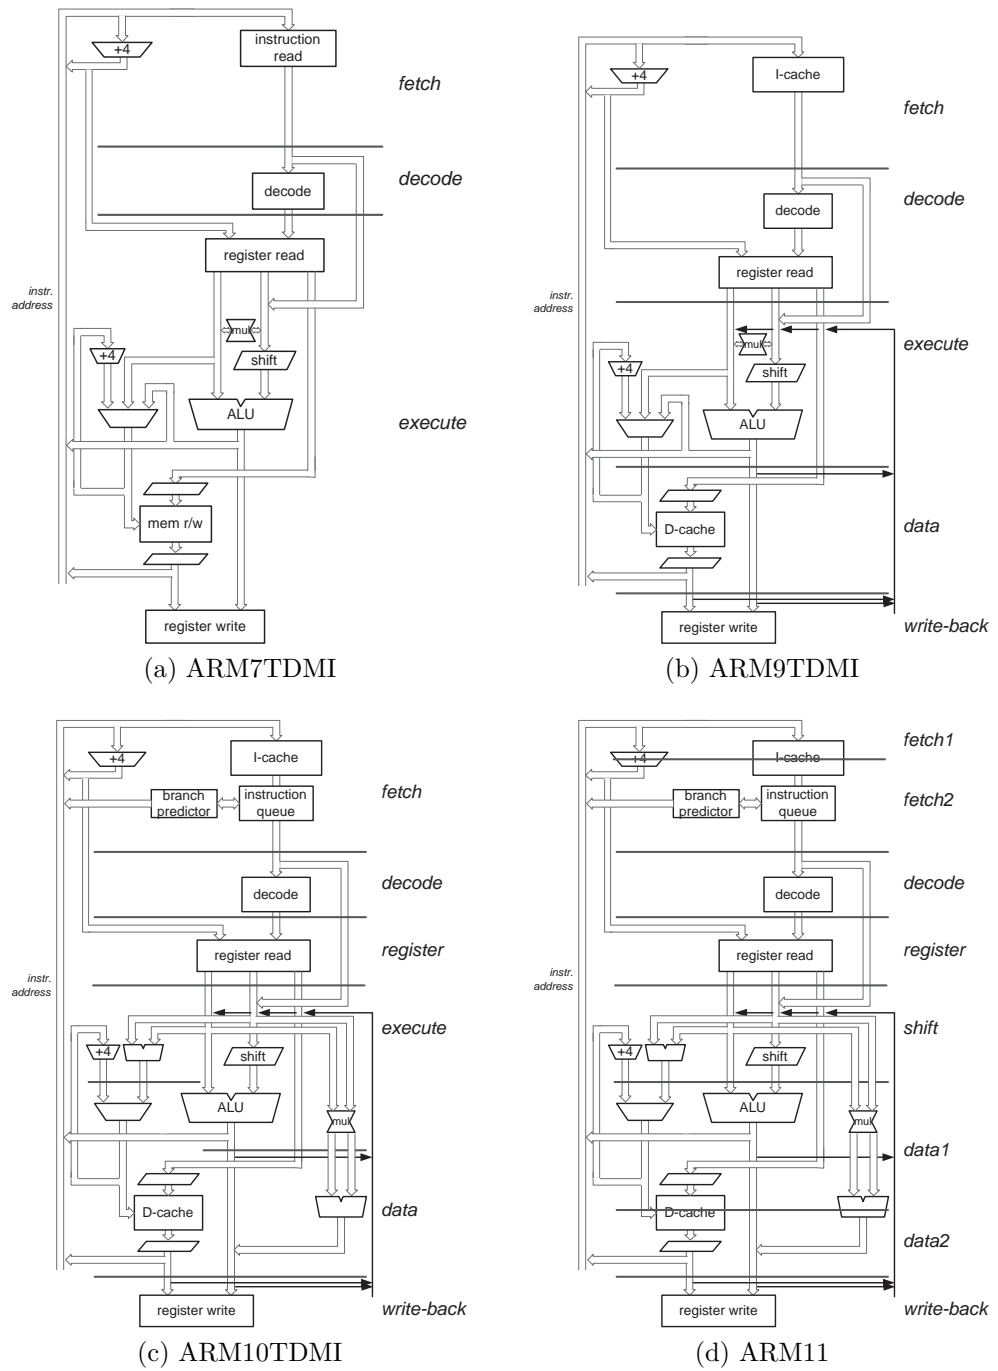 +4
instruction
read
fetch
decode
decode
register read
instr.
address
mul
+4
shift
ALU
execute
mem r/w
register write
(a) ARM7TDMI
+4
I-cache
fetch
decode
decode
register read
instr.
address
execute
mul
+4
shift
ALU
D-cache
data
register write
write-back
(b) ARM9TDMI
+4
I-cache
fetch
branch
predictor
instruction
queue
decode
decode
register read
register
instr.
address
execute
+4
shift
ALU
mul
D-cache
data
register write
write-back
(c) ARM10TDMI
fetch1
+4
I-cache
fetch2
branch
predictor
instruction
queue
decode
decode
register read
register
instr.
address
shift
+4
shift
ALU
mul
data1
D-cache
data2
register write
write-back
(d) ARM11